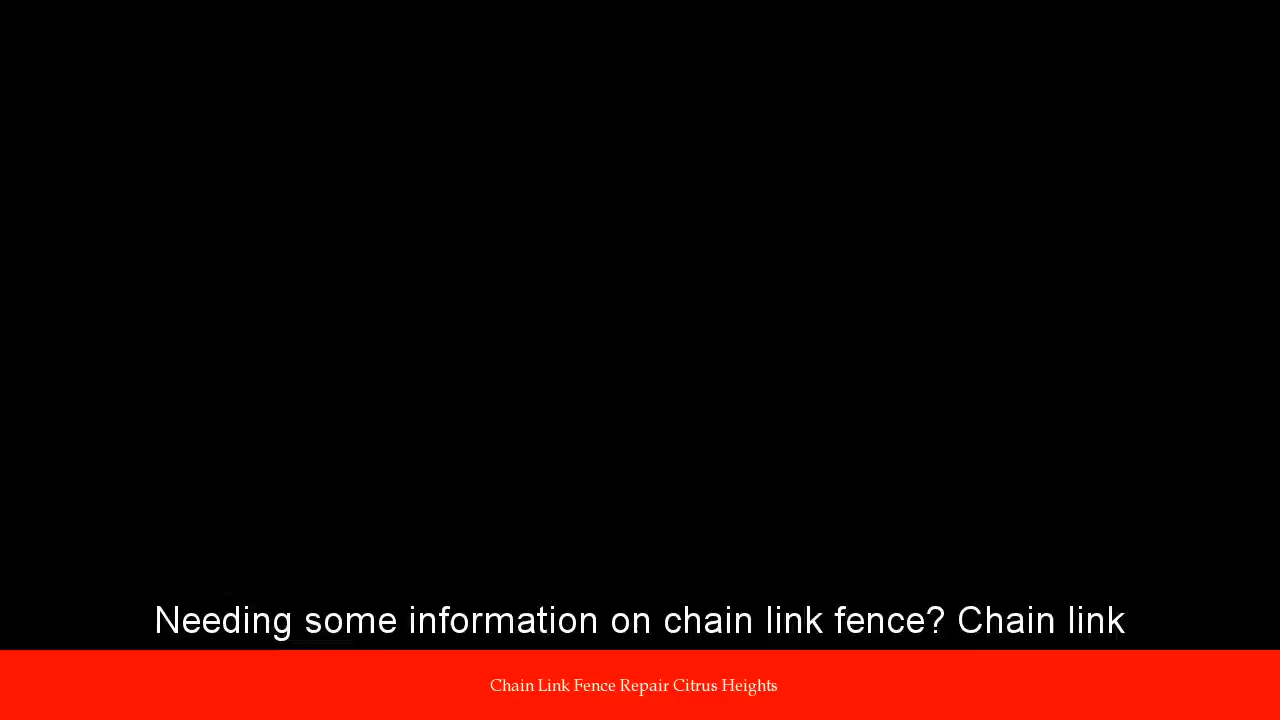 Needing some information on chain link fence? Chain link
Chain Link Fence Repair Citrus Heights